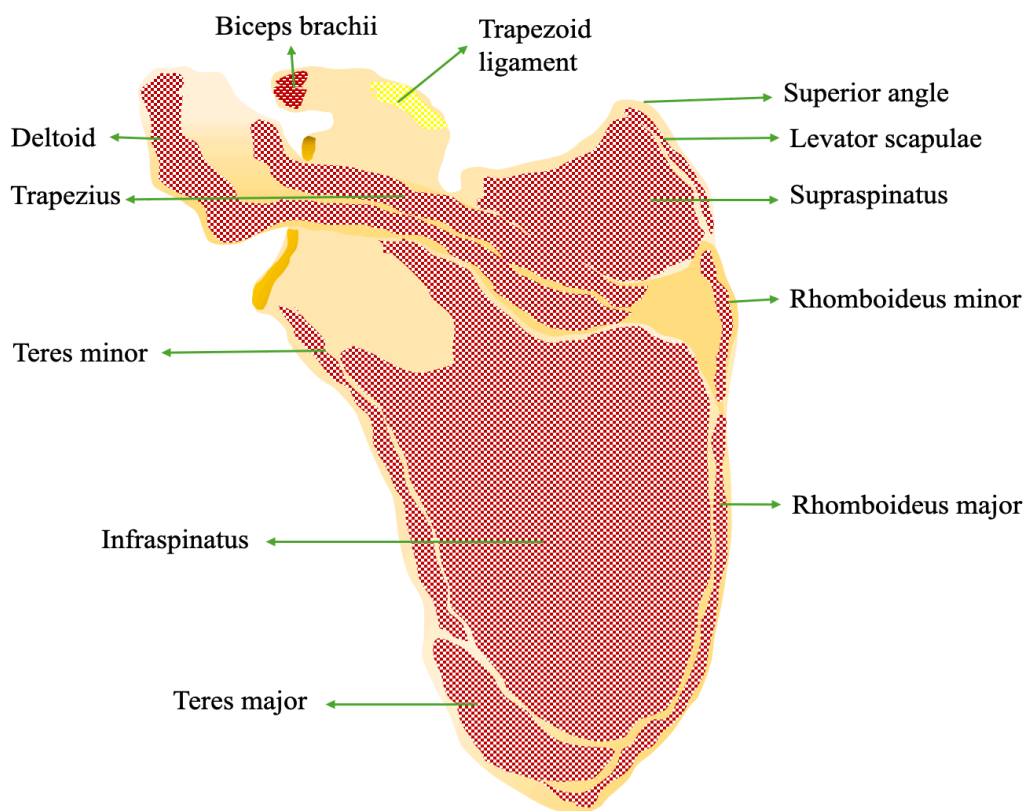 Biceps brachii
Trapezoid
ligament
Superior angle
Deltoid
Levator scapulae
Trapezius
Supraspinatus
Rhomboideus minor
Teres minor
Rhomboideus major
Infraspinatus
Teres major